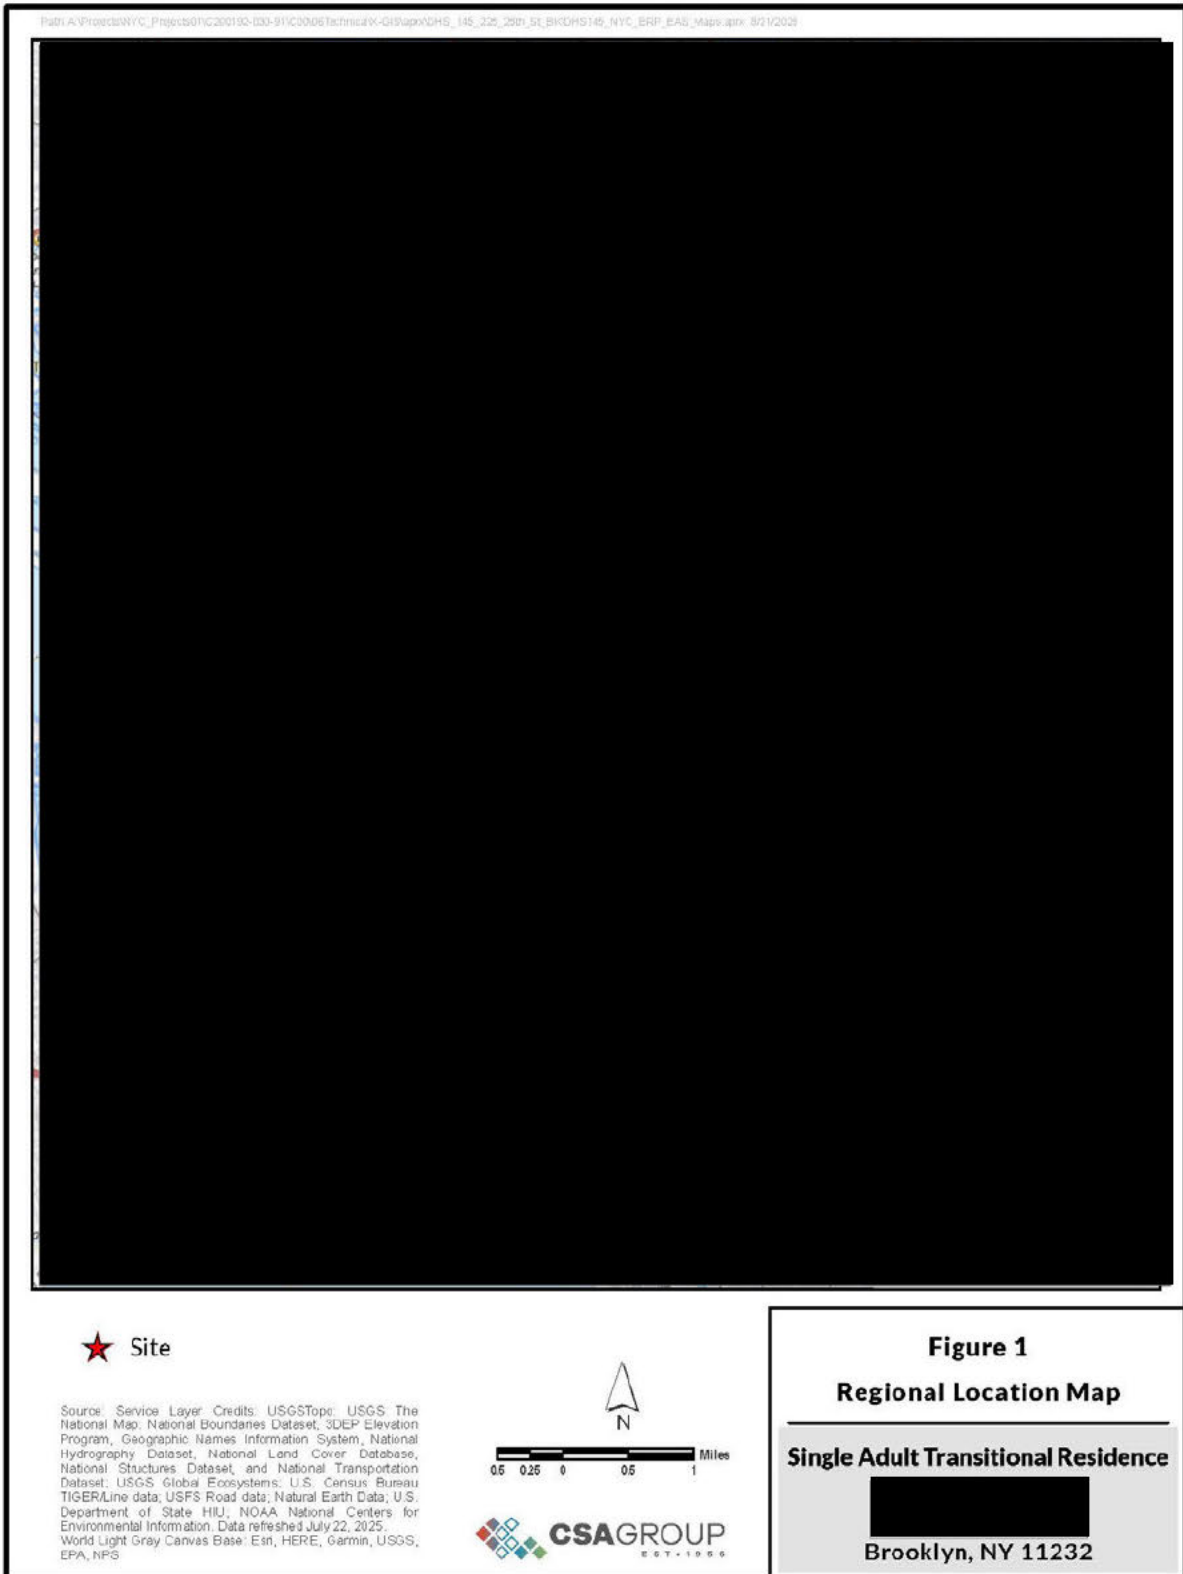 Site
Source: Service Layer Credits: USGSTopo: USGS The
National Map: National Boundaries Dataset, 3DEP Elevation
Program, Geographic Names Information System, National
Hydrography Dataset, National Land Cover Database,
National Structures Dataset, and National Transportation
Dataset; USGS Global Ecosystems; U.S. Census Bureau
TIGER/Line data; USFS Road data; Natural Earth Data; U.S.
Department of State HIU; NOAA National Centers for
Environmental Information. Data refreshed July 22, 2025.
World Light Gray Canvas Base: Esri, HERE, Garmin, USGS,
EPA, NPS
N
Miles
0.5 0.25 0 0.5 1
CSAGROUP
EST • 1956
Figure 1
Regional Location Map
Single Adult Transitional Residence
Brooklyn, NY 11232